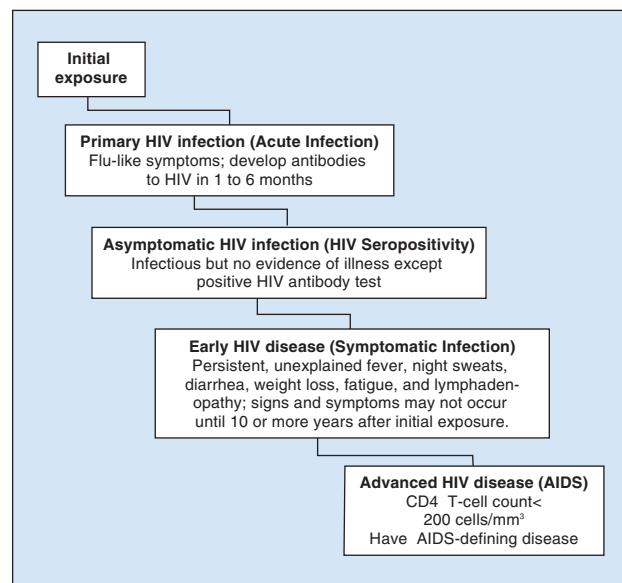 Initial
exposure
Primary HIV infection (Acute Infection)
Flu-like symptoms; develop antibodies
to HIV in 1 to 6 months
Asymptomatic HIV infection (HIV Seropositivity)
Infectious but no evidence of illness except
positive HIV antibody test
Early HIV disease (Symptomatic Infection)
Persistent, unexplained fever, night sweats,
diarrhea, weight loss, fatigue, and lymphaden-
opathy; signs and symptoms may not occur
until 10 or more years after initial exposure.
Advanced HIV disease (AIDS)
CD4 T-cell count<
200 cells/mm³
Have AIDS-defining disease